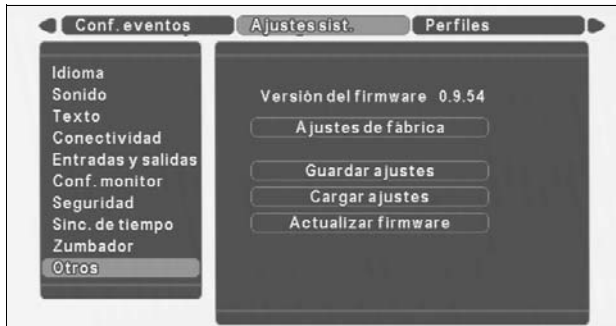 Conf. eventos Ajustes sist. Perfiles
Idioma
Sonido
Texto
Conectividad
Entradas y salidas
Conf. monitor
Seguridad
Sinc. de tiempo
Zumbador
Otros
Versión del firmware 0.9.54
Ajustes de fábrica
Guardar ajustes
Cargar ajustes
Actualizar firmware